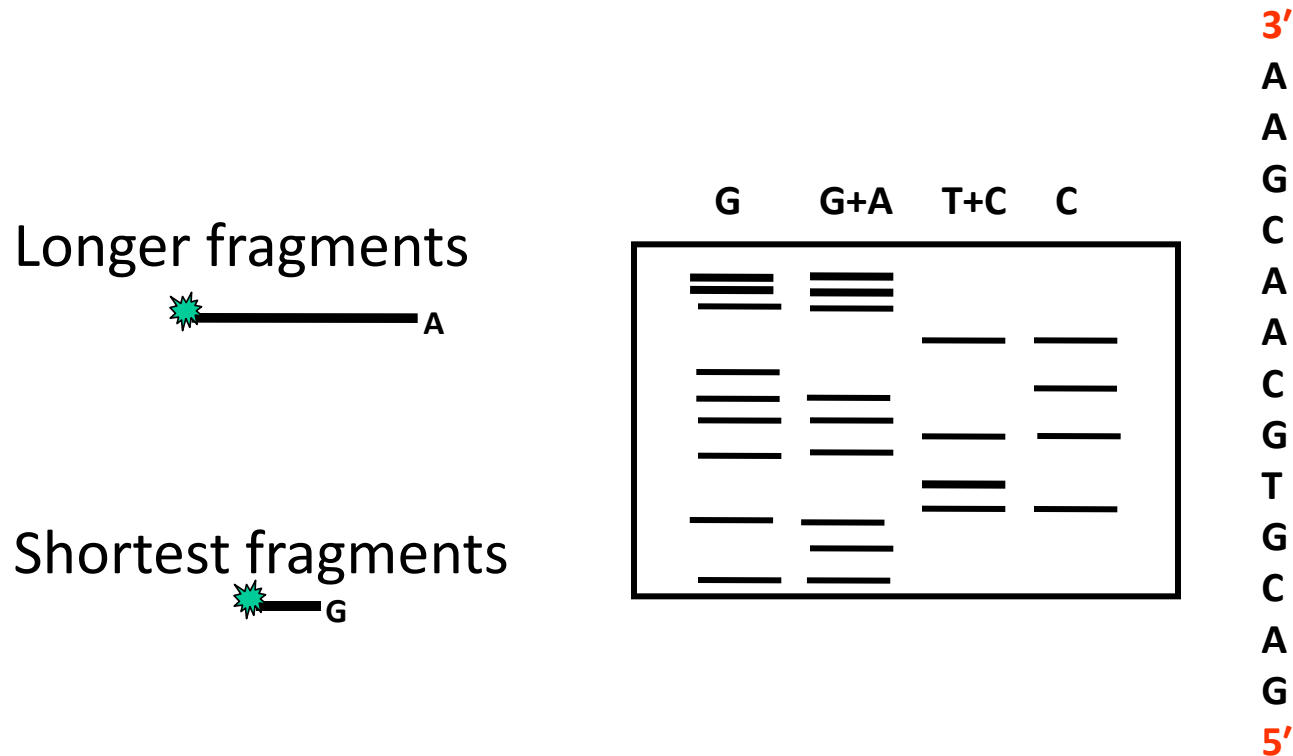 Longer fragments
A
Shortest fragments
G
G G+A T+C C
3′
A
A
G
C
A
A
C
G
T
G
C
A
G
5′